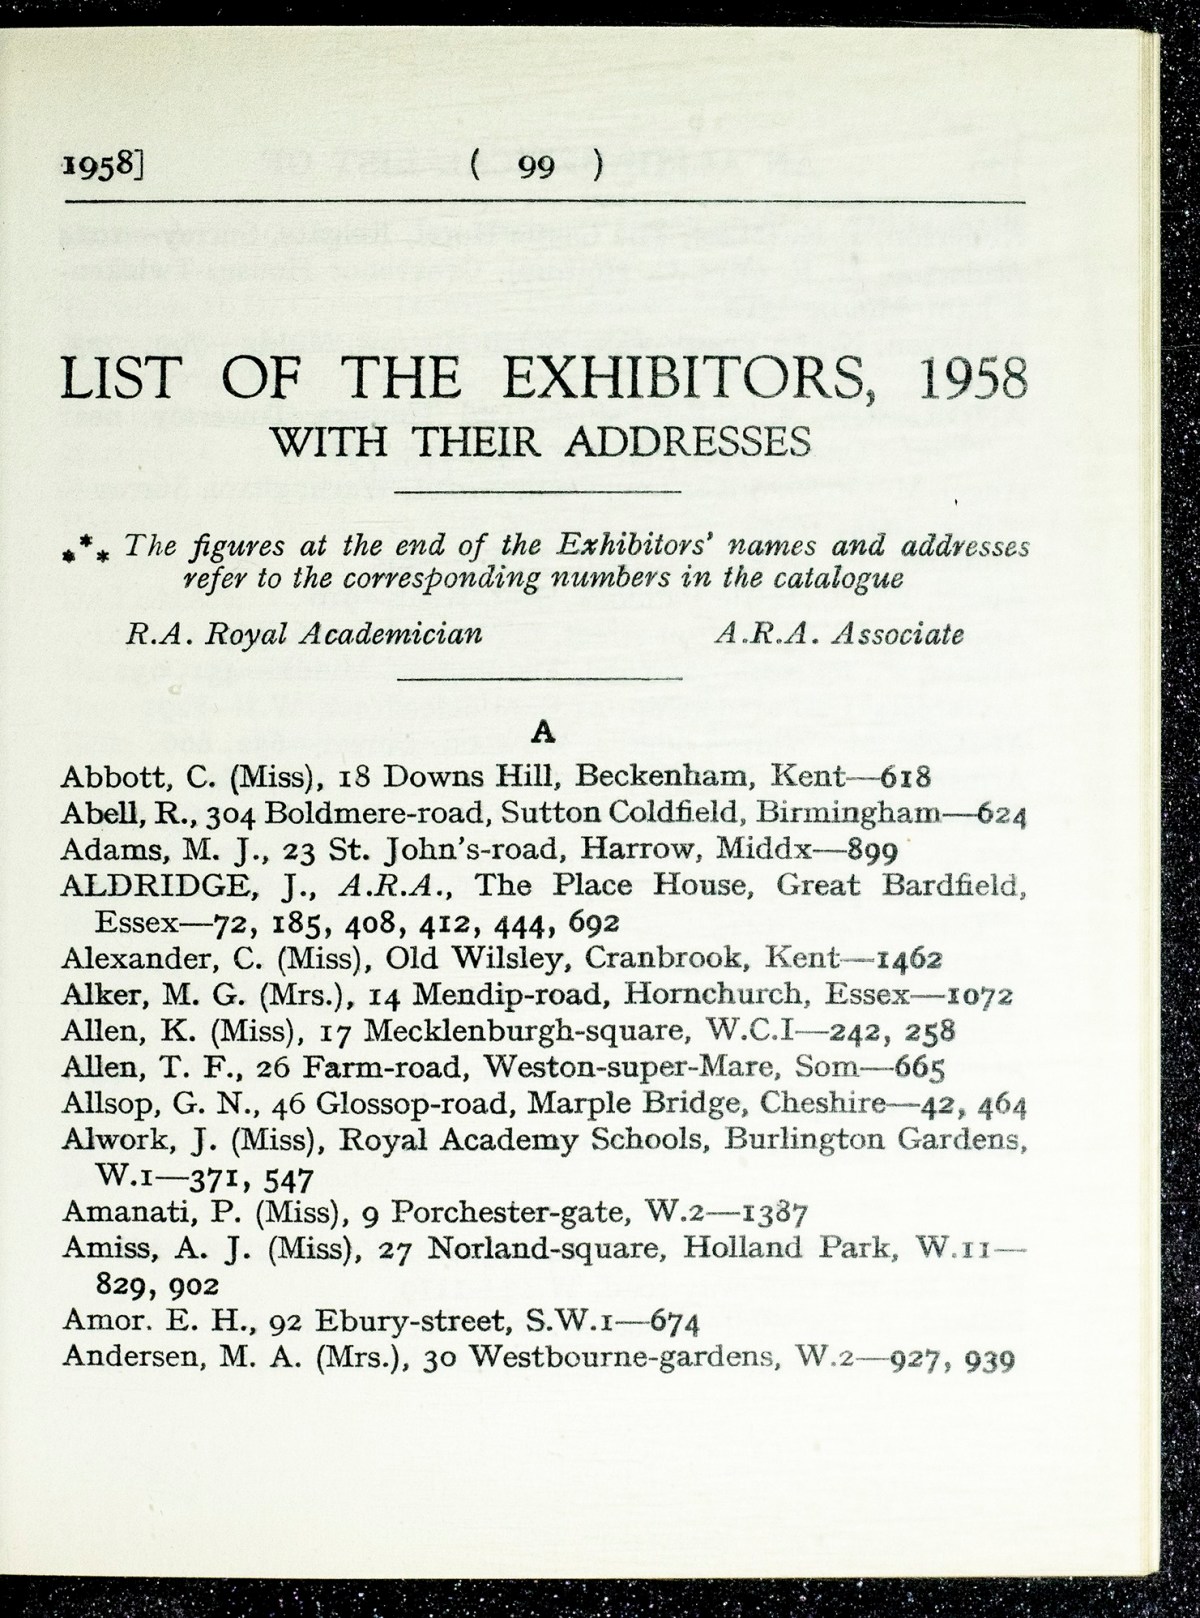 1958] ( 99 )
LIST OF THE EXHIBITORS, 1958
WITH THEIR ADDRESSES
*** The figures at the end of the Exhibitors' names and addresses
refer to the corresponding numbers in the catalogue
R.A. Royal Academician A.R.A. Associate
A
Abbott, C. (Miss), 18 Downs Hill, Beckenham, Kent—618
Abell, R., 304 Boldmere-road, Sutton Coldfield, Birmingham—624
Adams, M. J., 23 St. John's-road, Harrow, Middx—899
ALDRIDGE, J., A.R.A., The Place House, Great Bardfield,
Essex—72, 185, 408, 412, 444, 692
Alexander, C. (Miss), Old Wilsley, Cranbrook, Kent—1462
Alker, M. G. (Mrs.), 14 Mendip-road, Hornchurch, Essex—1072
Allen, K. (Miss), 17 Mecklenburgh-square, W.C.I—242, 258
Allen, T. F., 26 Farm-road, Weston-super-Mare, Som—665
Allsop, G. N., 46 Glossop-road, Marple Bridge, Cheshire—42, 464
Alwork, J. (Miss), Royal Academy Schools, Burlington Gardens,
W.1—371, 547
Amanati, P. (Miss), 9 Porchester-gate, W.2—1387
Amiss, A. J. (Miss), 27 Norland-square, Holland Park, W.11—
829, 902
Amor. E. H., 92 Ebury-street, S.W.1—674
Andersen, M. A. (Mrs.), 30 Westbourne-gardens, W.2—927, 939